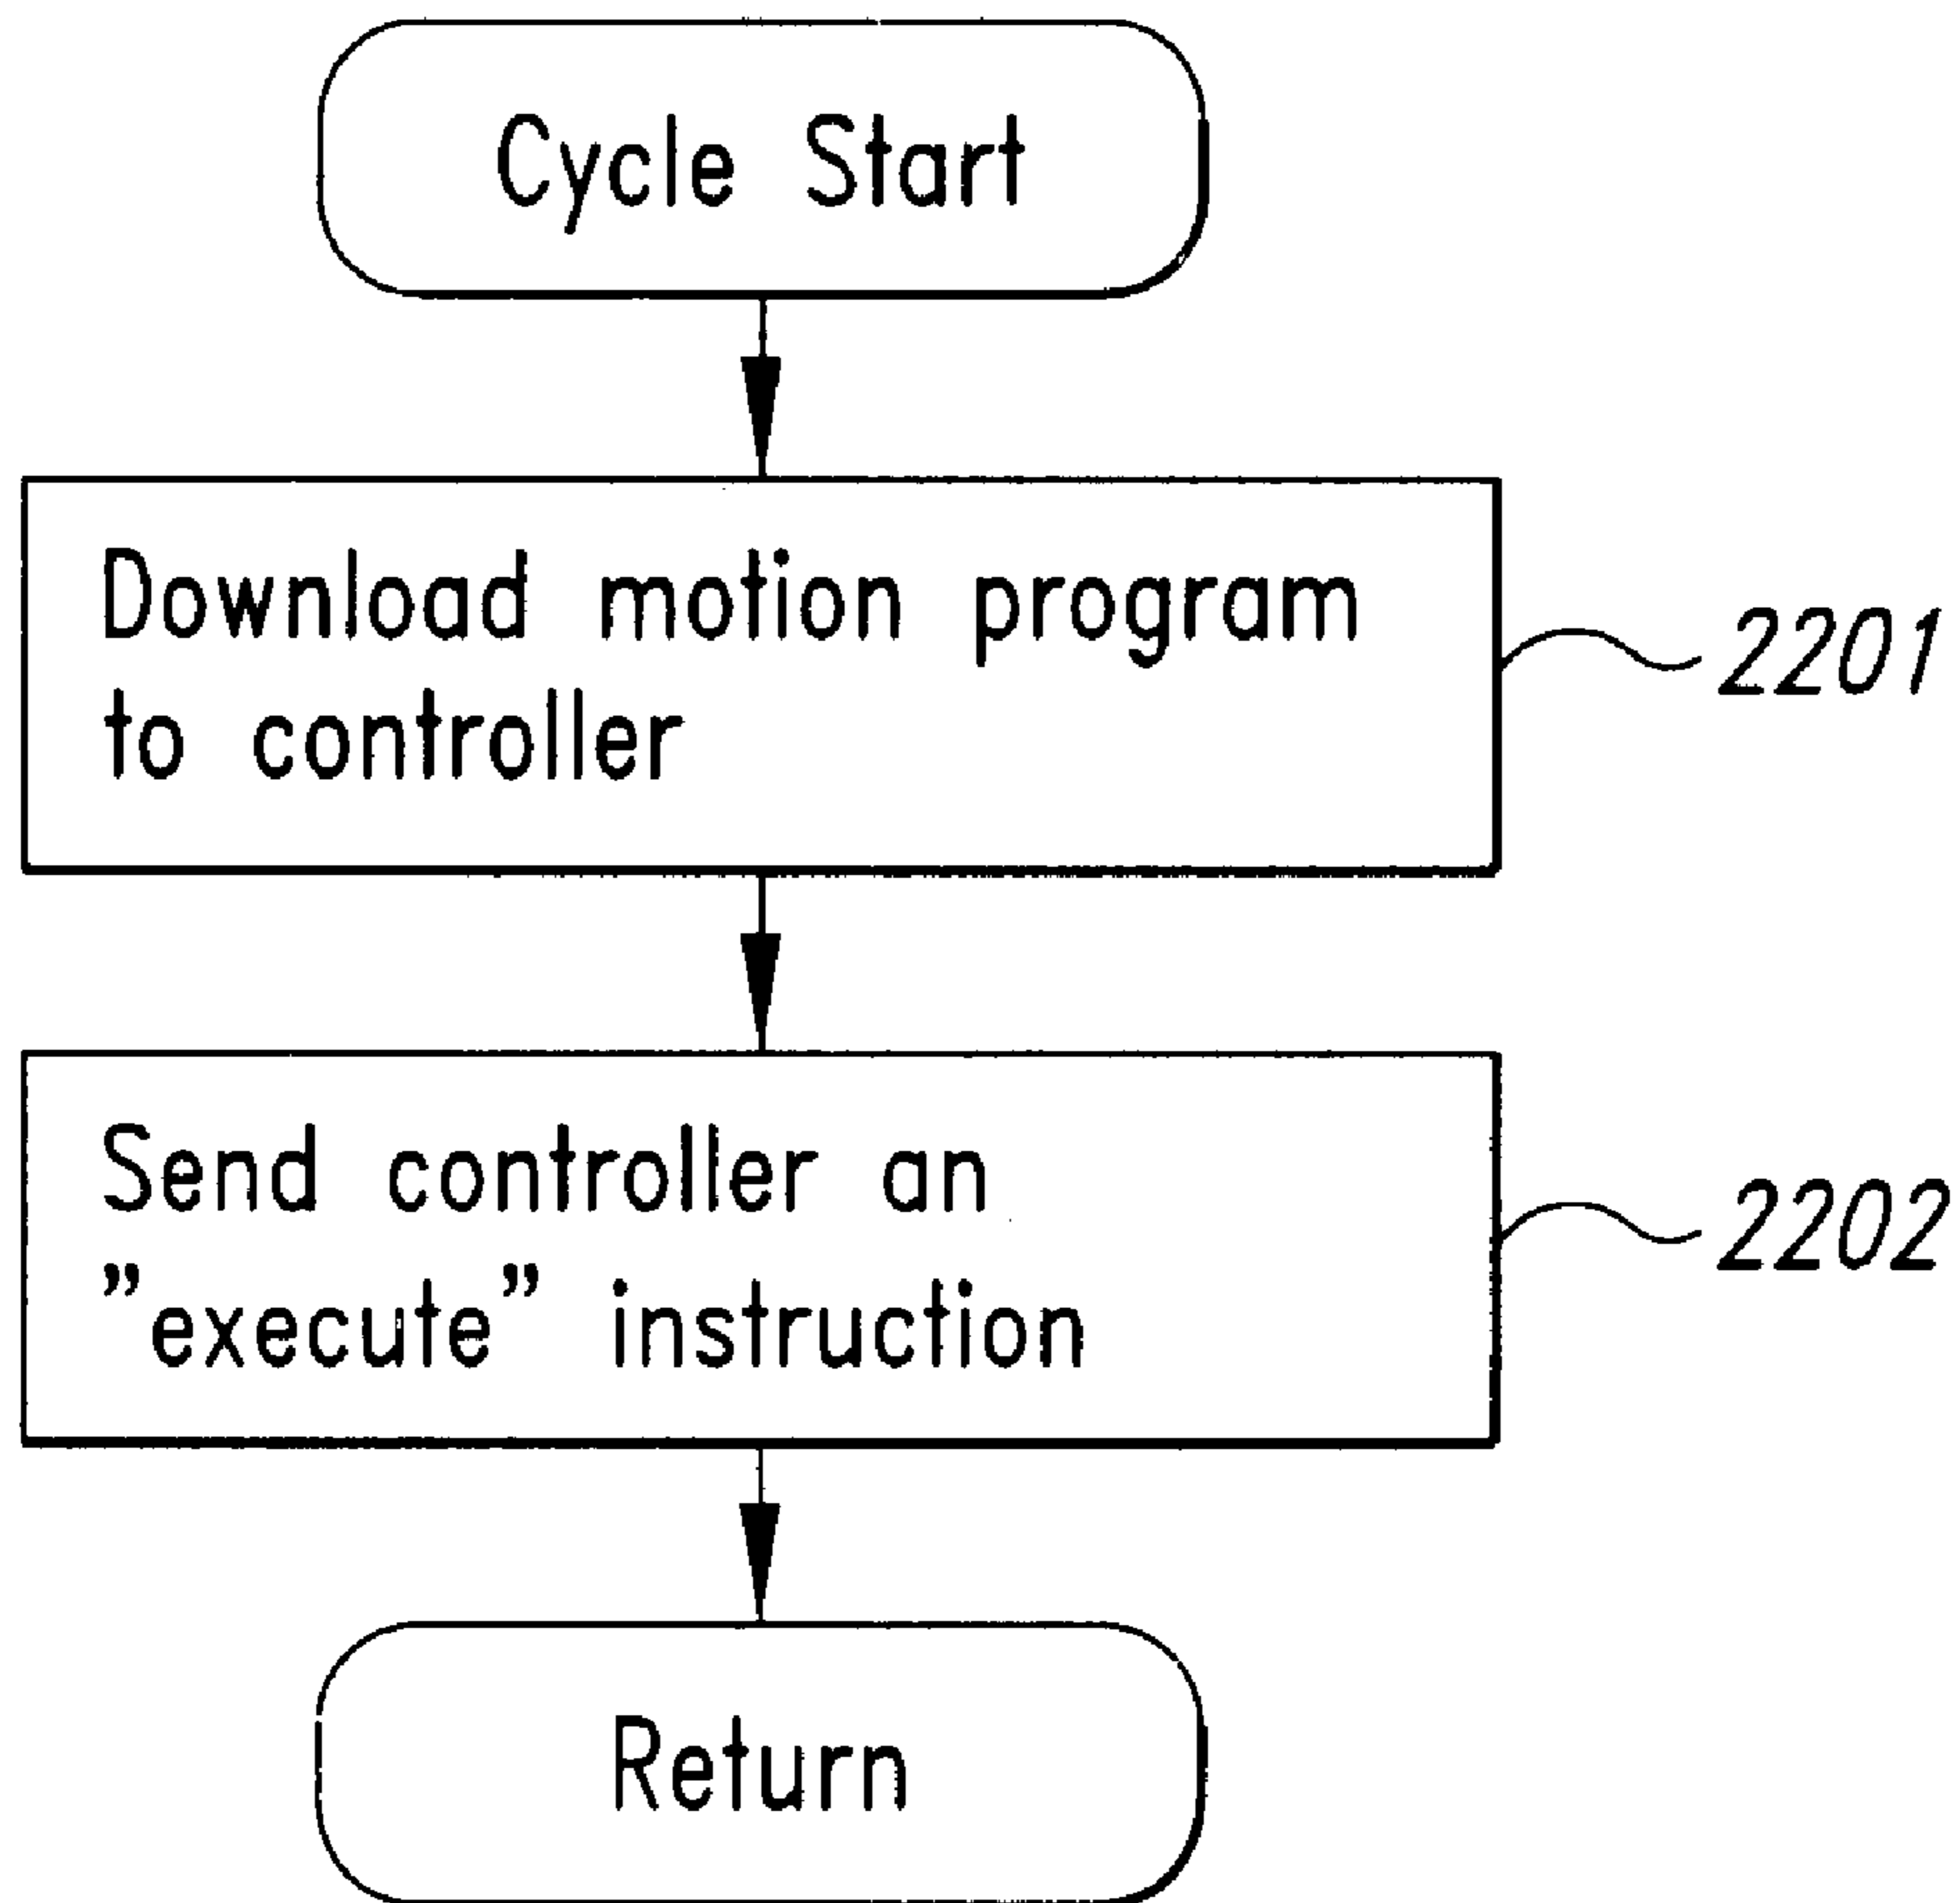 Cycle Start
Download motion program
to controller
2201
Send controller an
”execute” instruction
2202
Return